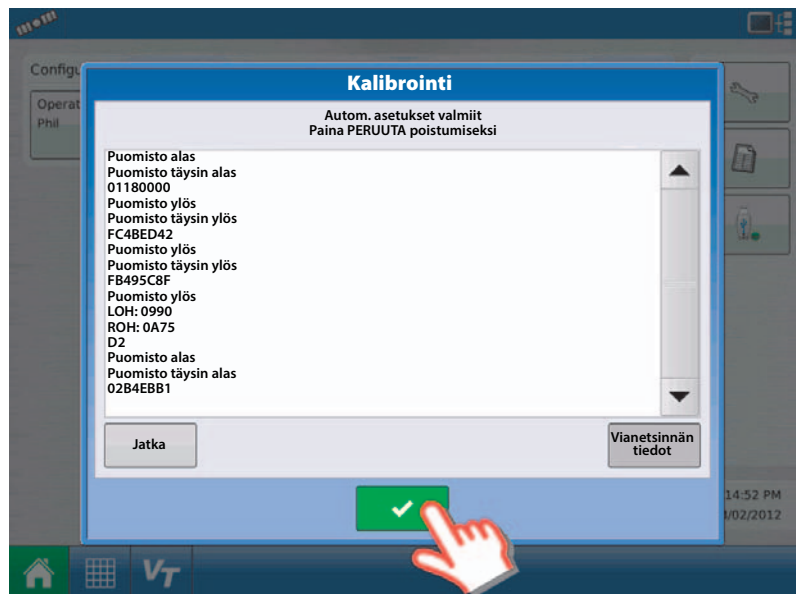 Configu
Operat
Phil
Kalibrointi
Autom. asetukset valmiit
Paina PERUUTA poistumiseksi
Puomisto alas
Puomisto täysin alas
01180000
Puomisto ylös
Puomisto täysin ylös
FC4BED42
Puomisto ylös
Puomisto täysin ylös
FB495C8F
Puomisto ylös
LOH: 0990
ROH: 0A75
D2
Puomisto alas
Puomisto täysin alas
02B4EBB1
Jatka
Vianetsinnän
tiedot
14:52 PM
/02/2012
VT